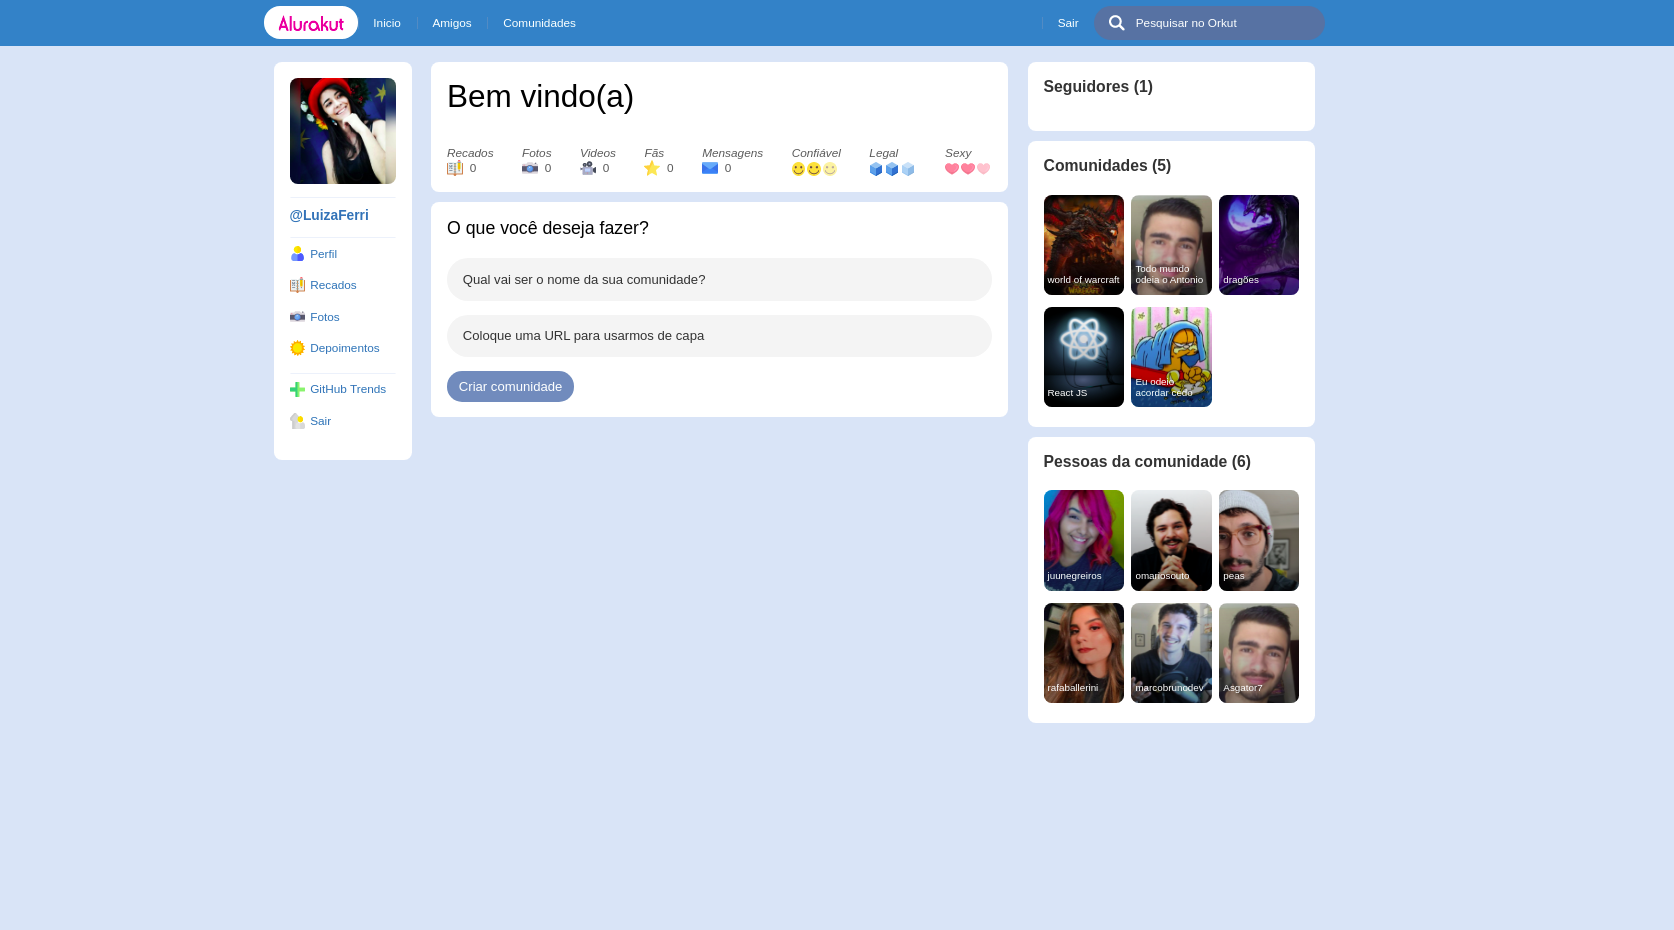 Alurakut
Inicio
Amigos
Comunidades
Sair
Pesquisar no Orkut
@LuizaFerri
Perfil
Recados
Fotos
Depoimentos
GitHub Trends
Sair
Bem vindo(a)
Recados
0
Fotos
0
Videos
0
Fãs
0
Mensagens
0
Confiável
Legal
Sexy
O que você deseja fazer?
Qual vai ser o nome da sua comunidade?
Coloque uma URL para usarmos de capa
Criar comunidade
Seguidores (1)
Comunidades (5)
world of warcraft
WARCRAFT
Todo mundo
odeia o Antonio
dragões
React JS
Eu odeio
acordar cedo
Pessoas da comunidade (6)
juunegreiros
omariosouto
peas
rafaballerini
marcobrunodev
Asgator7